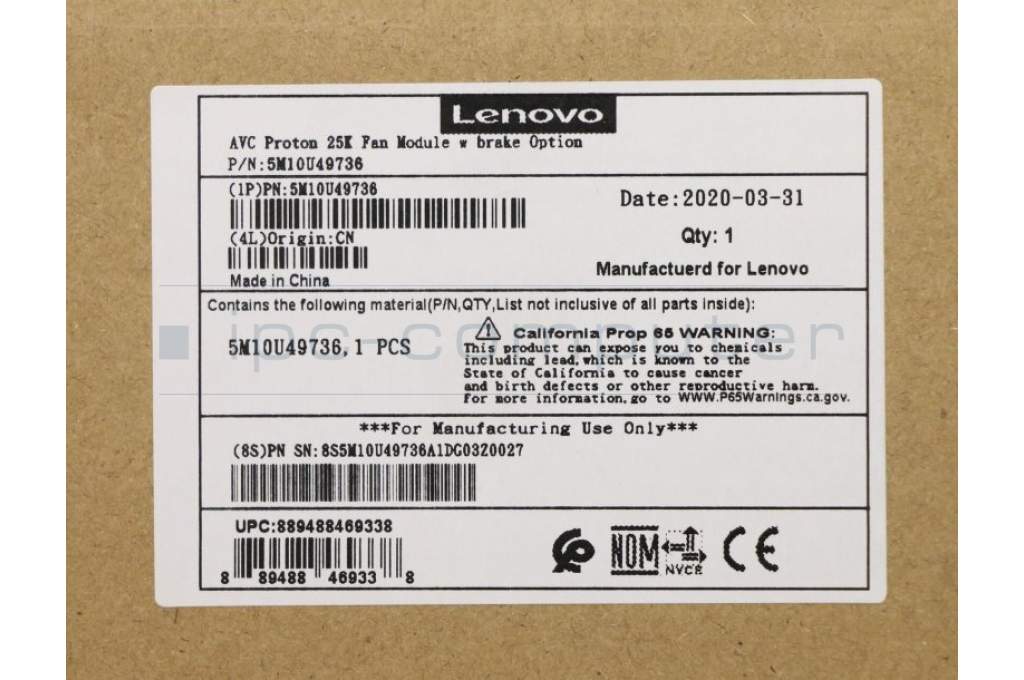 Lenovo
AVC Proton 25K Fan Module w brake Option
P/N:5M10U49736
(1P)PN:5M10U49736
Date:2020-03-31
(4L)Origin:CN
Qty: 1
Made in China
Manufactuerd for Lenovo
Contains the following material(P/N,QTY,List not inclusive of all parts inside):
ips-computer
5M10U49736, 1 PCS
California Prop 65 WARNING:
This product can expose you to chemicals
including lead, which is known to the
State of California to cause cancer
and birth defects or other reproductive harm.
For more information, go to WWW.P65Warnings.ca.gov.
***For Manufacturing Use Only***
(8S)PN SN:8S5M10U49736A1DG03Z0027
UPC:889488469338
8 89488 46933 8
NOM
NYCE
CE